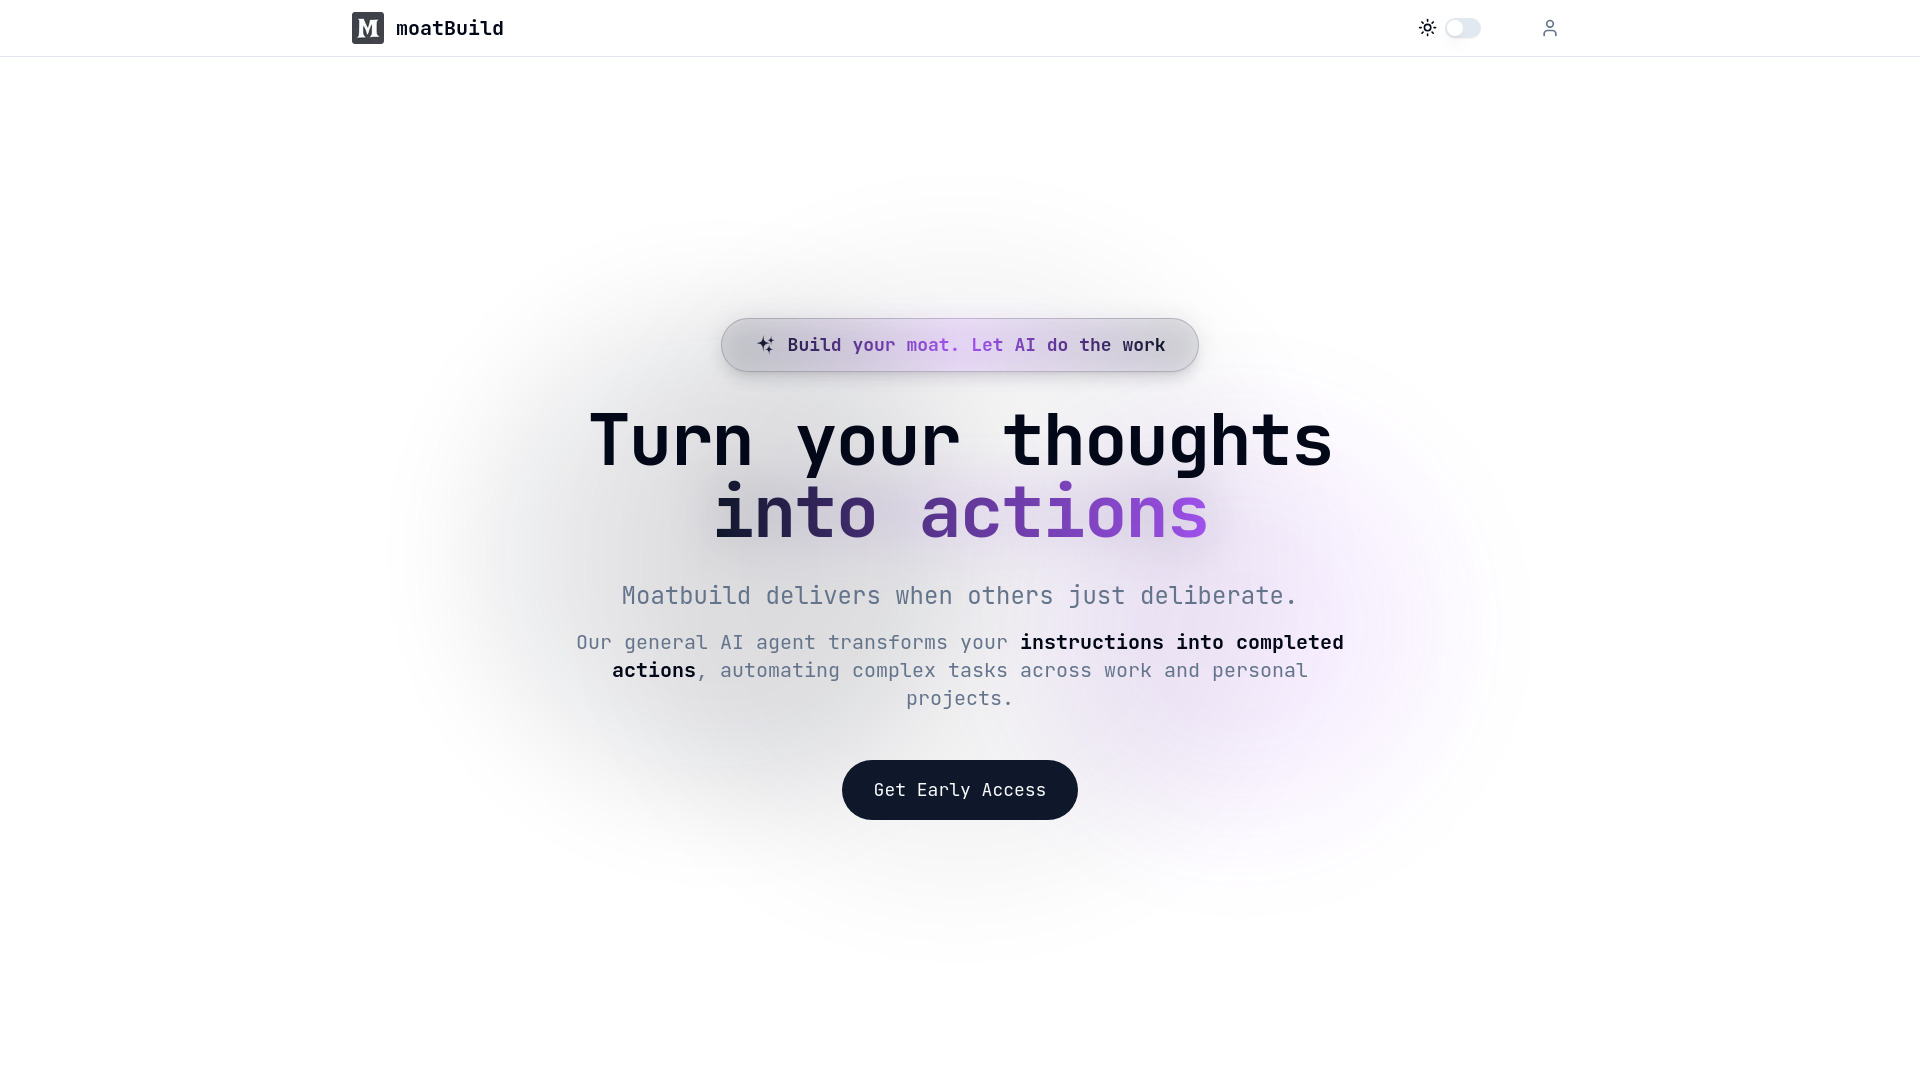 M moatBuild
Build your moat. Let AI do the work
Turn your thoughts
into actions
Moatbuild delivers when others just deliberate.
Our general AI agent transforms your instructions into completed
actions, automating complex tasks across work and personal
projects.
Get Early Access